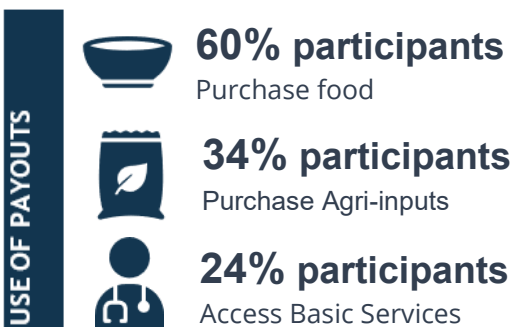 USE OF PAYOUTS
60% participants
Purchase food
34% participants
Purchase Agri-inputs
24% participants
Access Basic Services